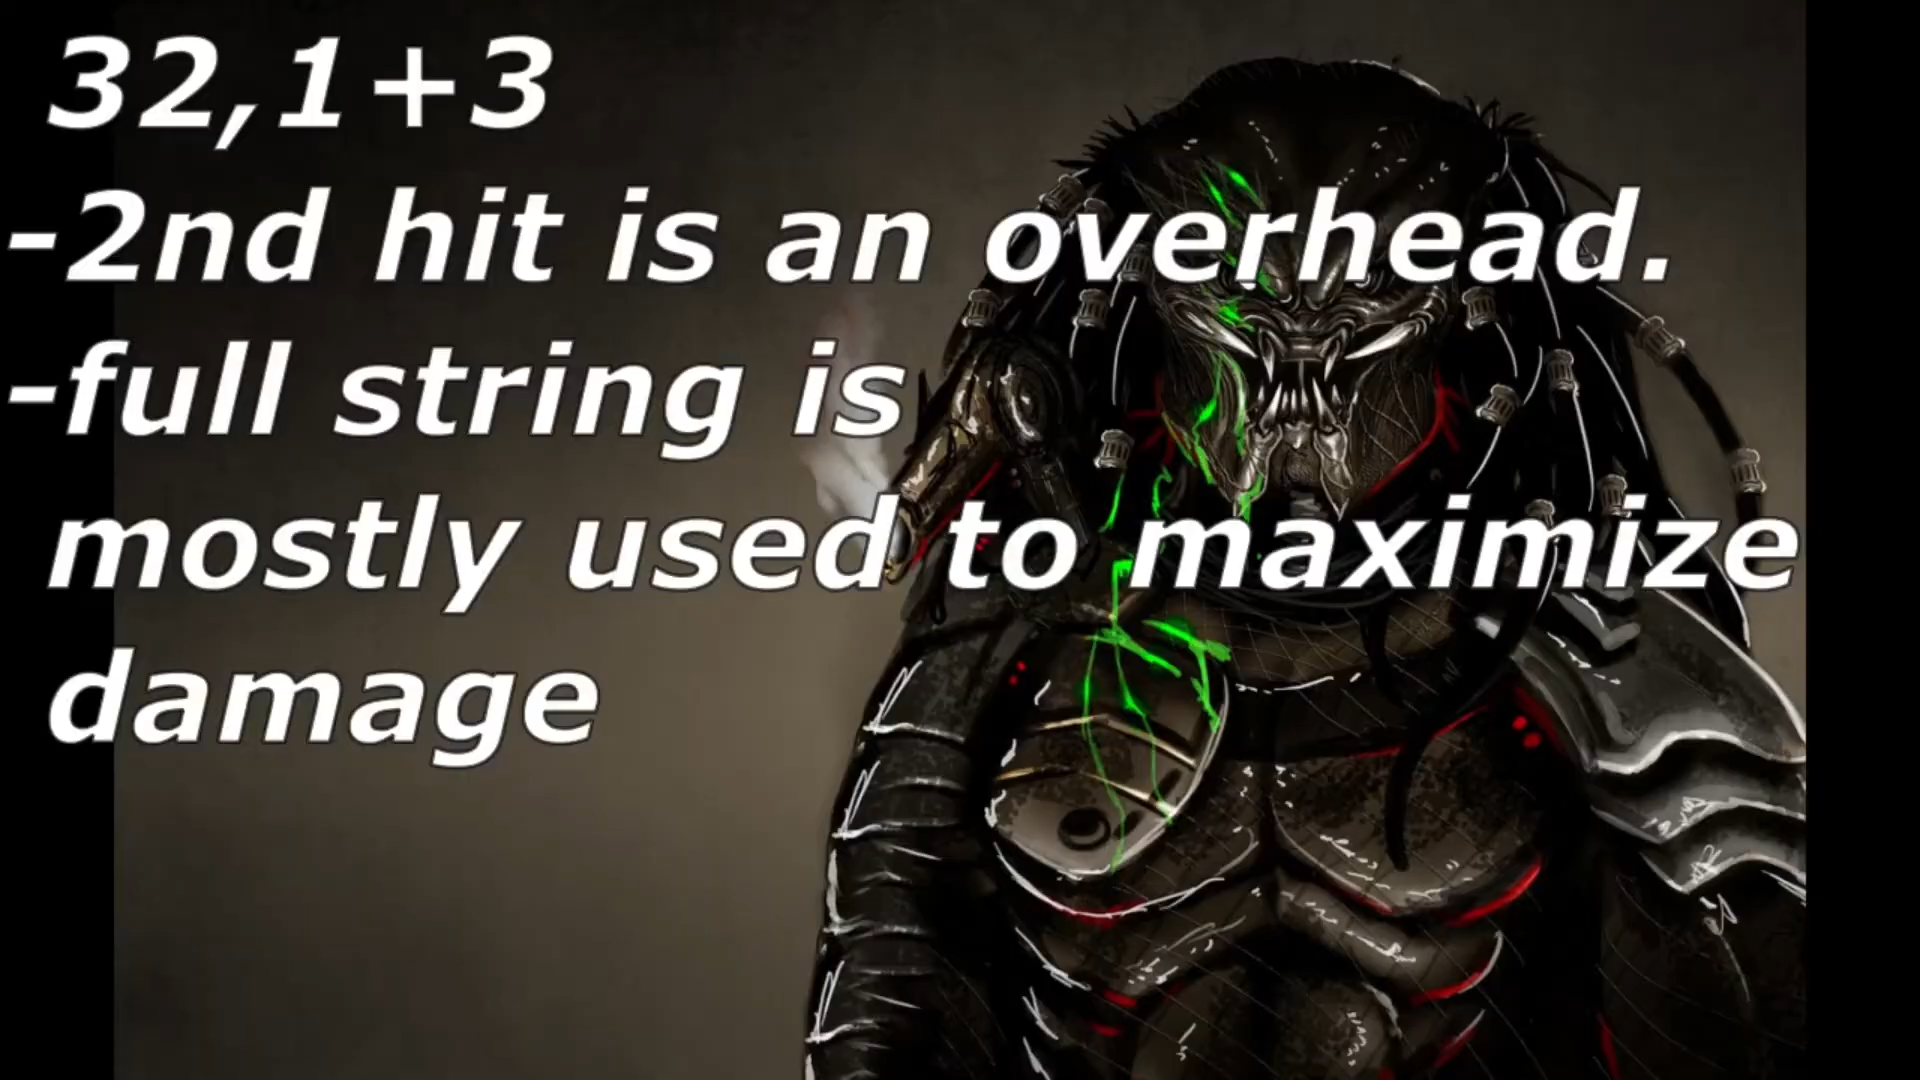 32,1+3
-2nd hit is an overhead.
-full string is
mostly used to maximize
damage